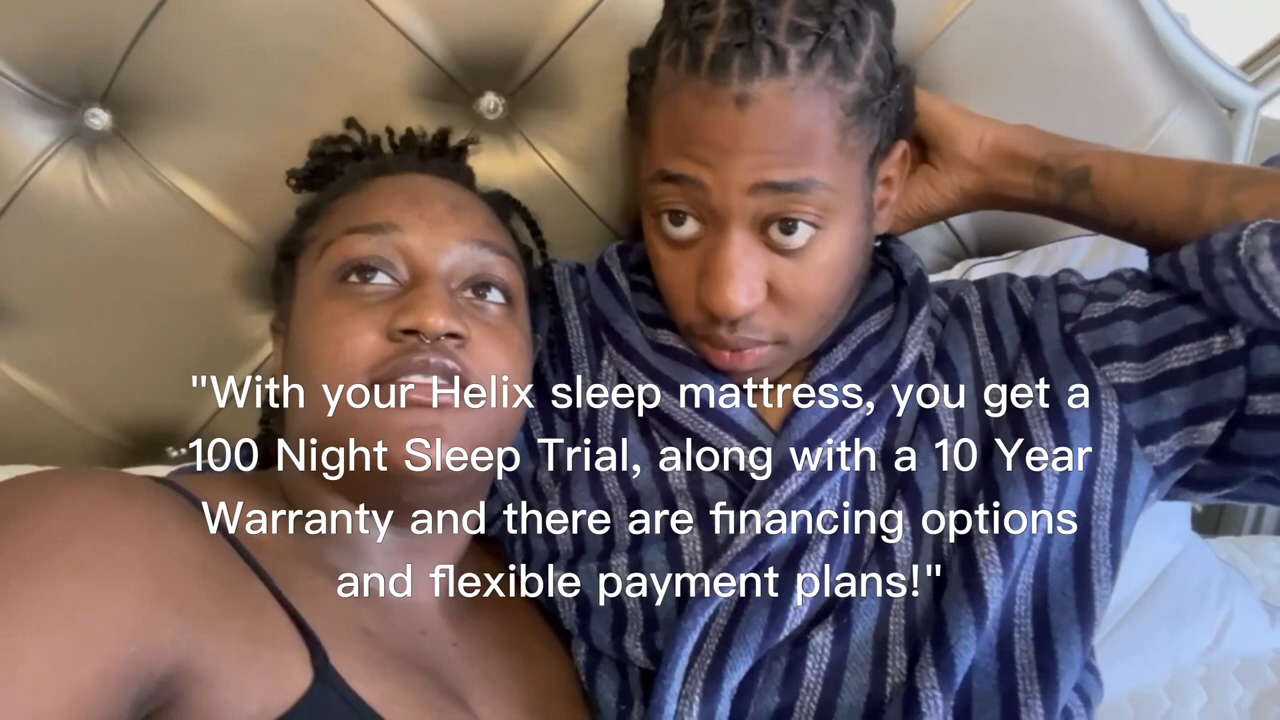 "With your Helix sleep mattress, you get a
100 Night Sleep Trial, along with a 10 Year
Warranty and there are financing options
and flexible payment plans!"